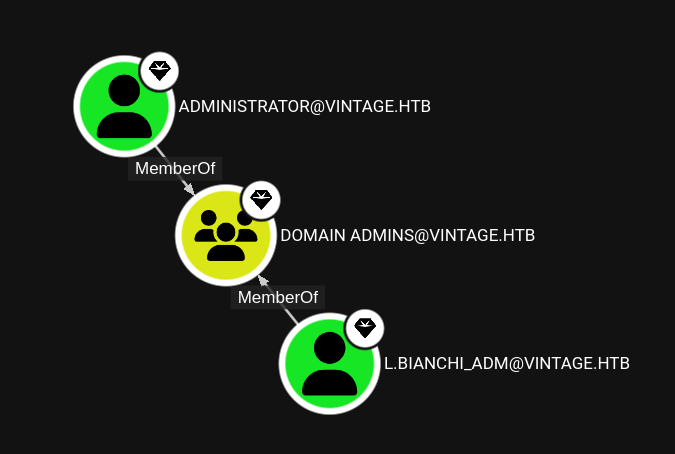 ADMINISTRATOR@VINTAGE.HTB
MemberOf
DOMAIN ADMINS@VINTAGE.HTB
MemberOf
L.BIANCHI_ADM@VINTAGE.HTB